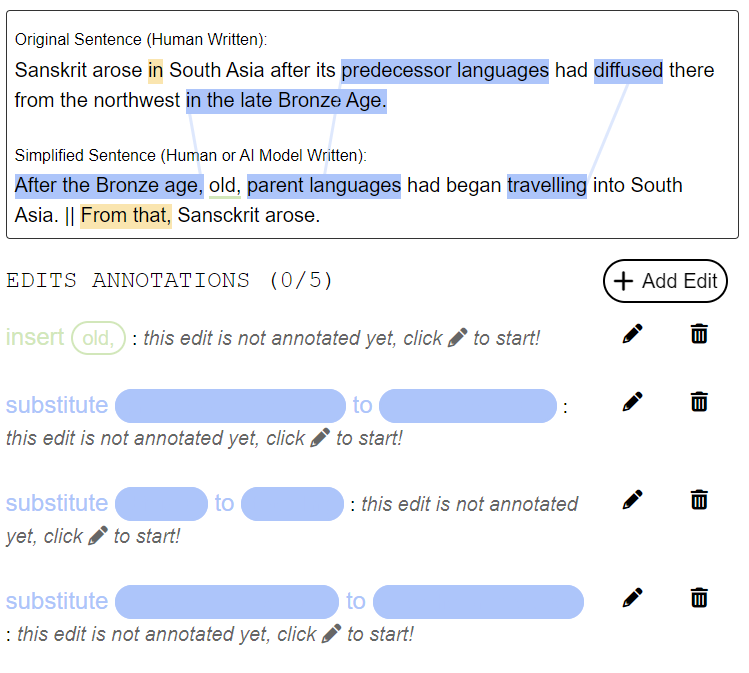 Original Sentence (Human Written):
Sanskrit arose in South Asia after its predecessor languages had diffused there
from the northwest in the late Bronze Age.
Simplified Sentence (Human or AI Model Written):
After the Bronze age, old, parent languages had began travelling into South
Asia. || From that, Sansckrit arose.
EDITS ANNOTATIONS (0/5)
Add Edit
insert old, : this edit is not annotated yet, click to start!
substitute to :
this edit is not annotated yet, click to start!
substitute to : this edit is not annotated
yet, click to start!
substitute to
: this edit is not annotated yet, click to start!